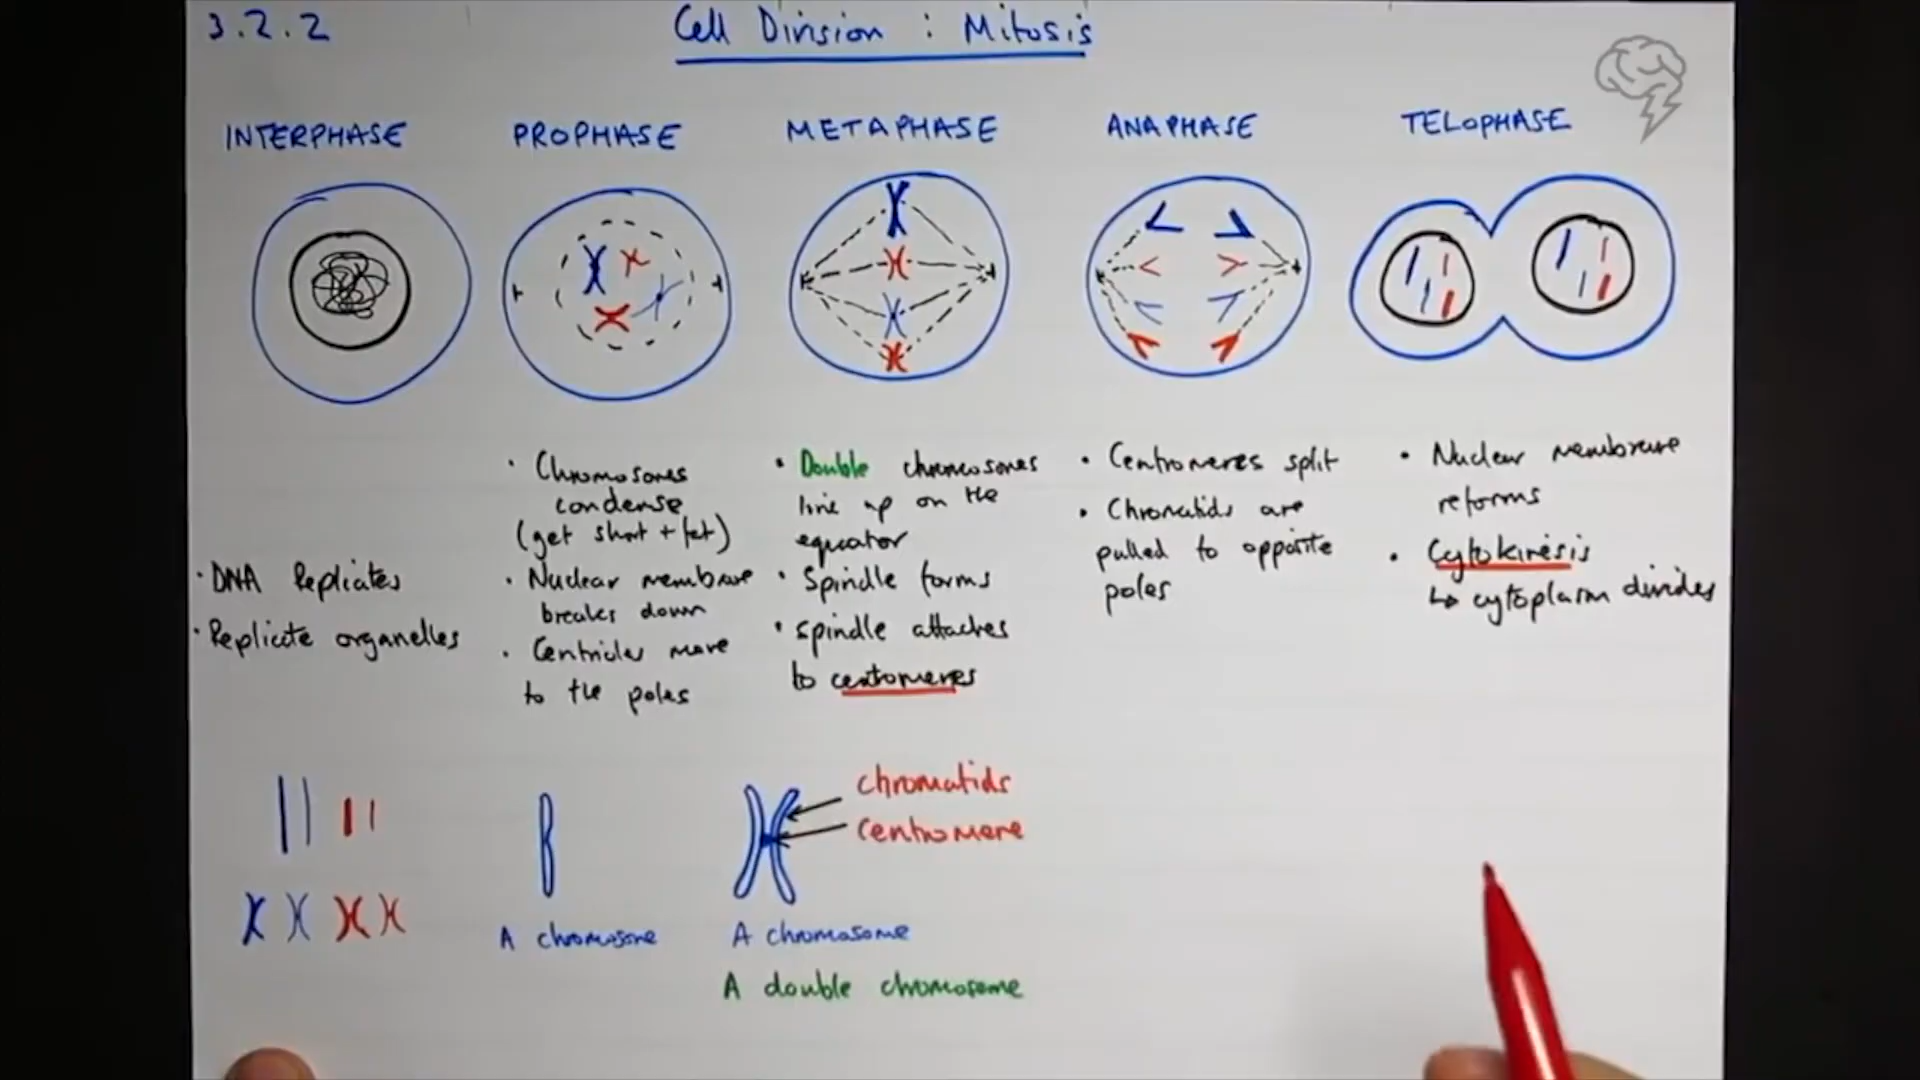 3.2.2
Cell Division : Mitosis
INTERPHASE
PROPHASE
METAPHASE
ANAPHASE
TELOPHASE
· DNA Replicates
· Replicate organelles
· Chromosomes
condense
(get short + fat)
· Nuclear membrane
breaks down
· Centrioles move
to the poles
· Double chromosomes
line up on the
equator
· Spindle forms
· spindle attaches
to centromeres
· Centromeres split
· Chromatids are
pulled to opposite
poles
· Nuclear membrane
reforms
· Cytokinesis
↳ cytoplasm divides
chromatids
centromere
A chromosome
A chromosome
A double chromosome